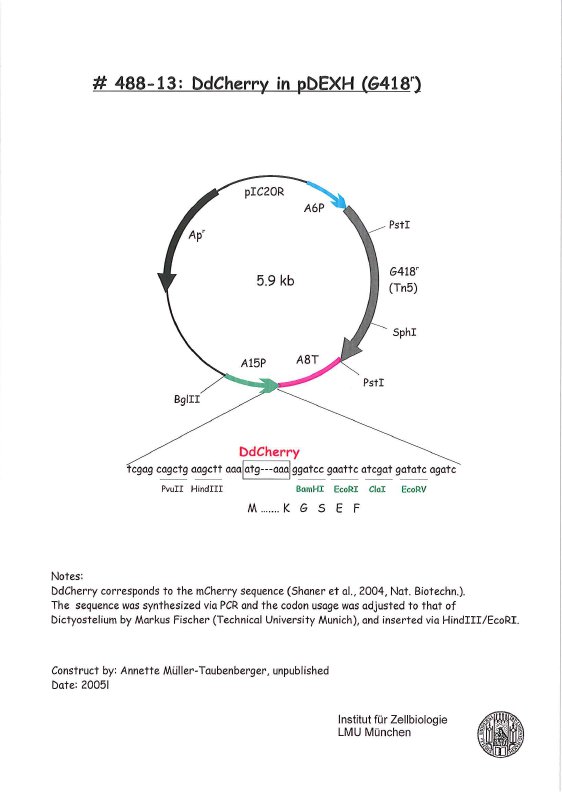 # 488-13: DdCherry in pDEXH (G418ʳ)
pIC20R
A6P
PstI
Apʳ
G418ʳ
(Tn5)
5.9 kb
SphI
A15P
A8T
PstI
BglII
DdCherry
tcgag cagctg aagctt aaa atg---aaa ggatcc gaattc atcgat gatatc agatc
PvuII HindIII BamHI EcoRI ClaI EcoRV
M ....... K G S E F
Notes:
DdCherry corresponds to the mCherry sequence (Shaner et al., 2004, Nat. Biotechn.).
The sequence was synthesized via PCR and the codon usage was adjusted to that of
Dictyostelium by Markus Fischer (Technical University Munich), and inserted via HindIII/EcoRI.
Construct by: Annette Müller-Taubenberger, unpublished
Date: 2005I
Institut für Zellbiologie
LMU München